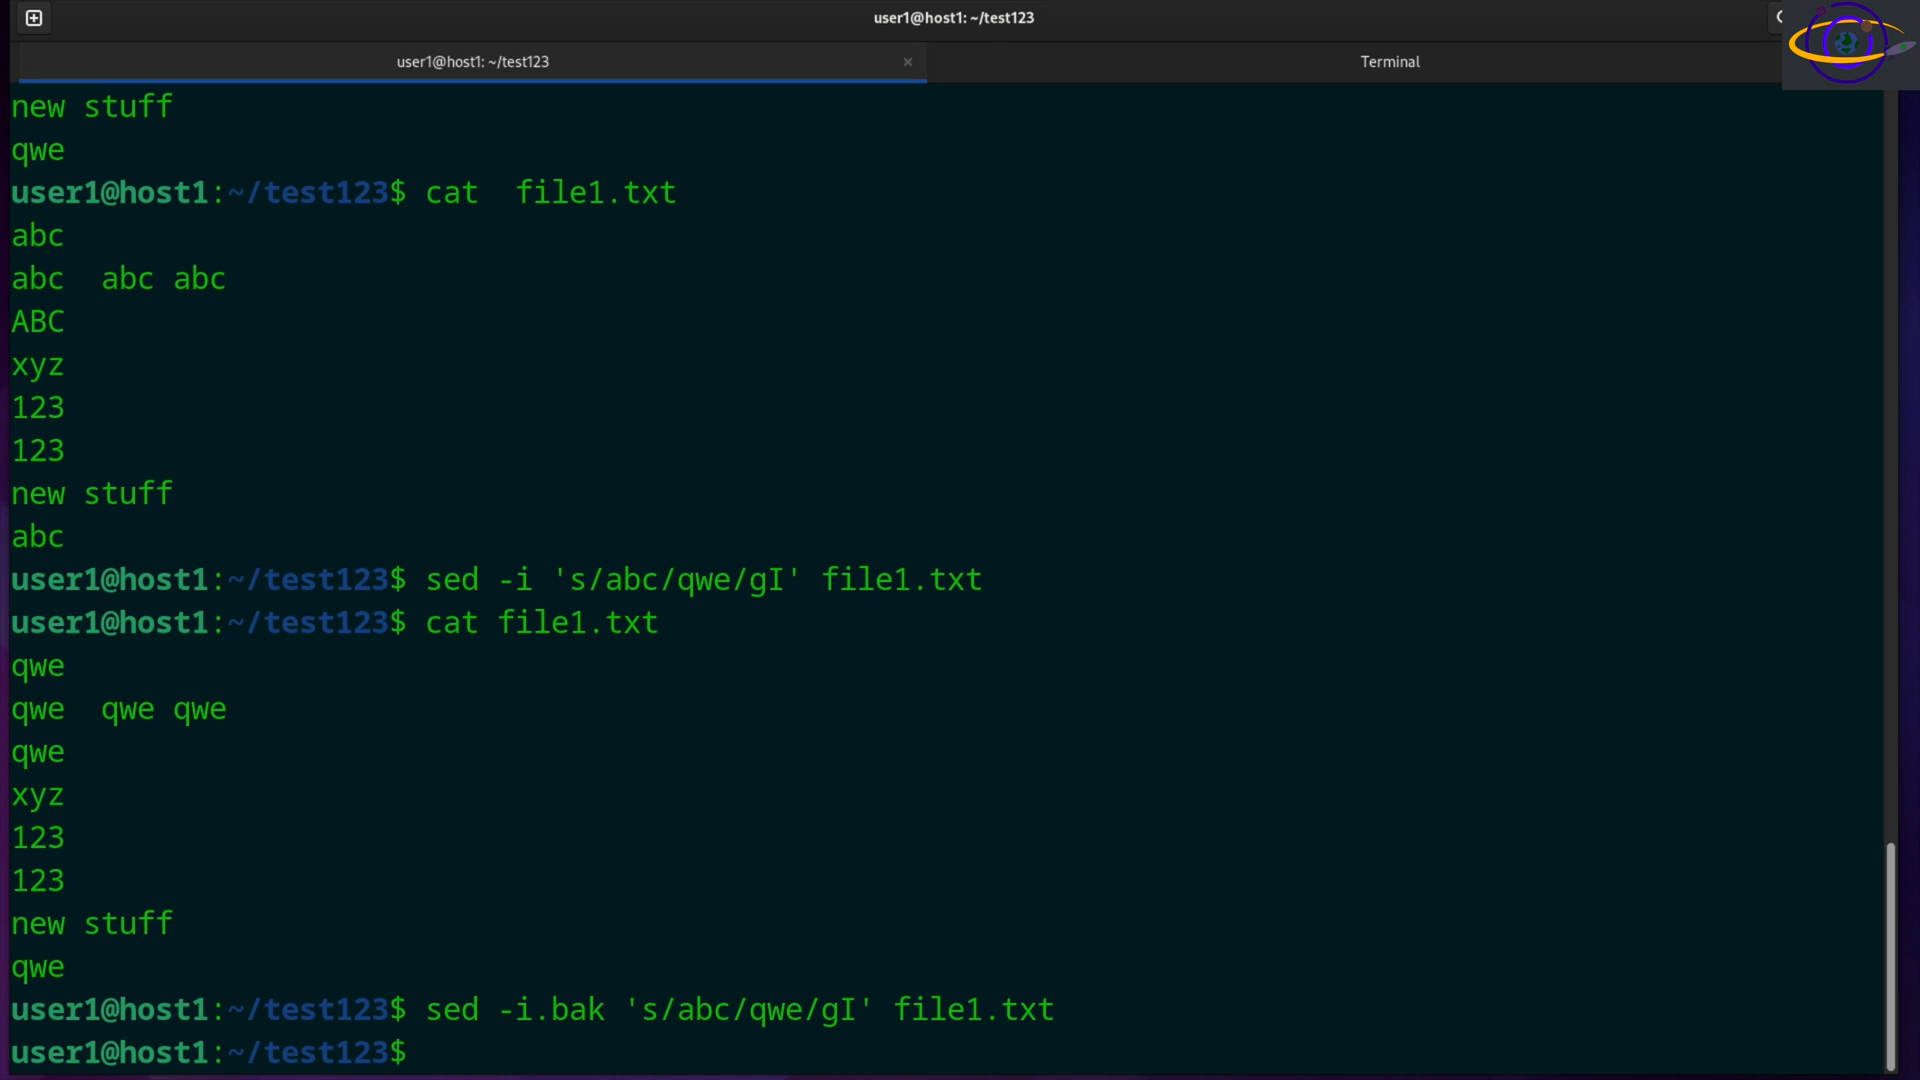 user1@host1: ~/test123
user1@host1: ~/test123 ×
Terminal
new stuff
qwe
user1@host1:~/test123$ cat  file1.txt
abc
abc  abc abc
ABC
xyz
123
123
new stuff
abc
user1@host1:~/test123$ sed -i 's/abc/qwe/gI' file1.txt
user1@host1:~/test123$ cat file1.txt
qwe
qwe  qwe qwe
qwe
xyz
123
123
new stuff
qwe
user1@host1:~/test123$ sed -i.bak 's/abc/qwe/gI' file1.txt
user1@host1:~/test123$